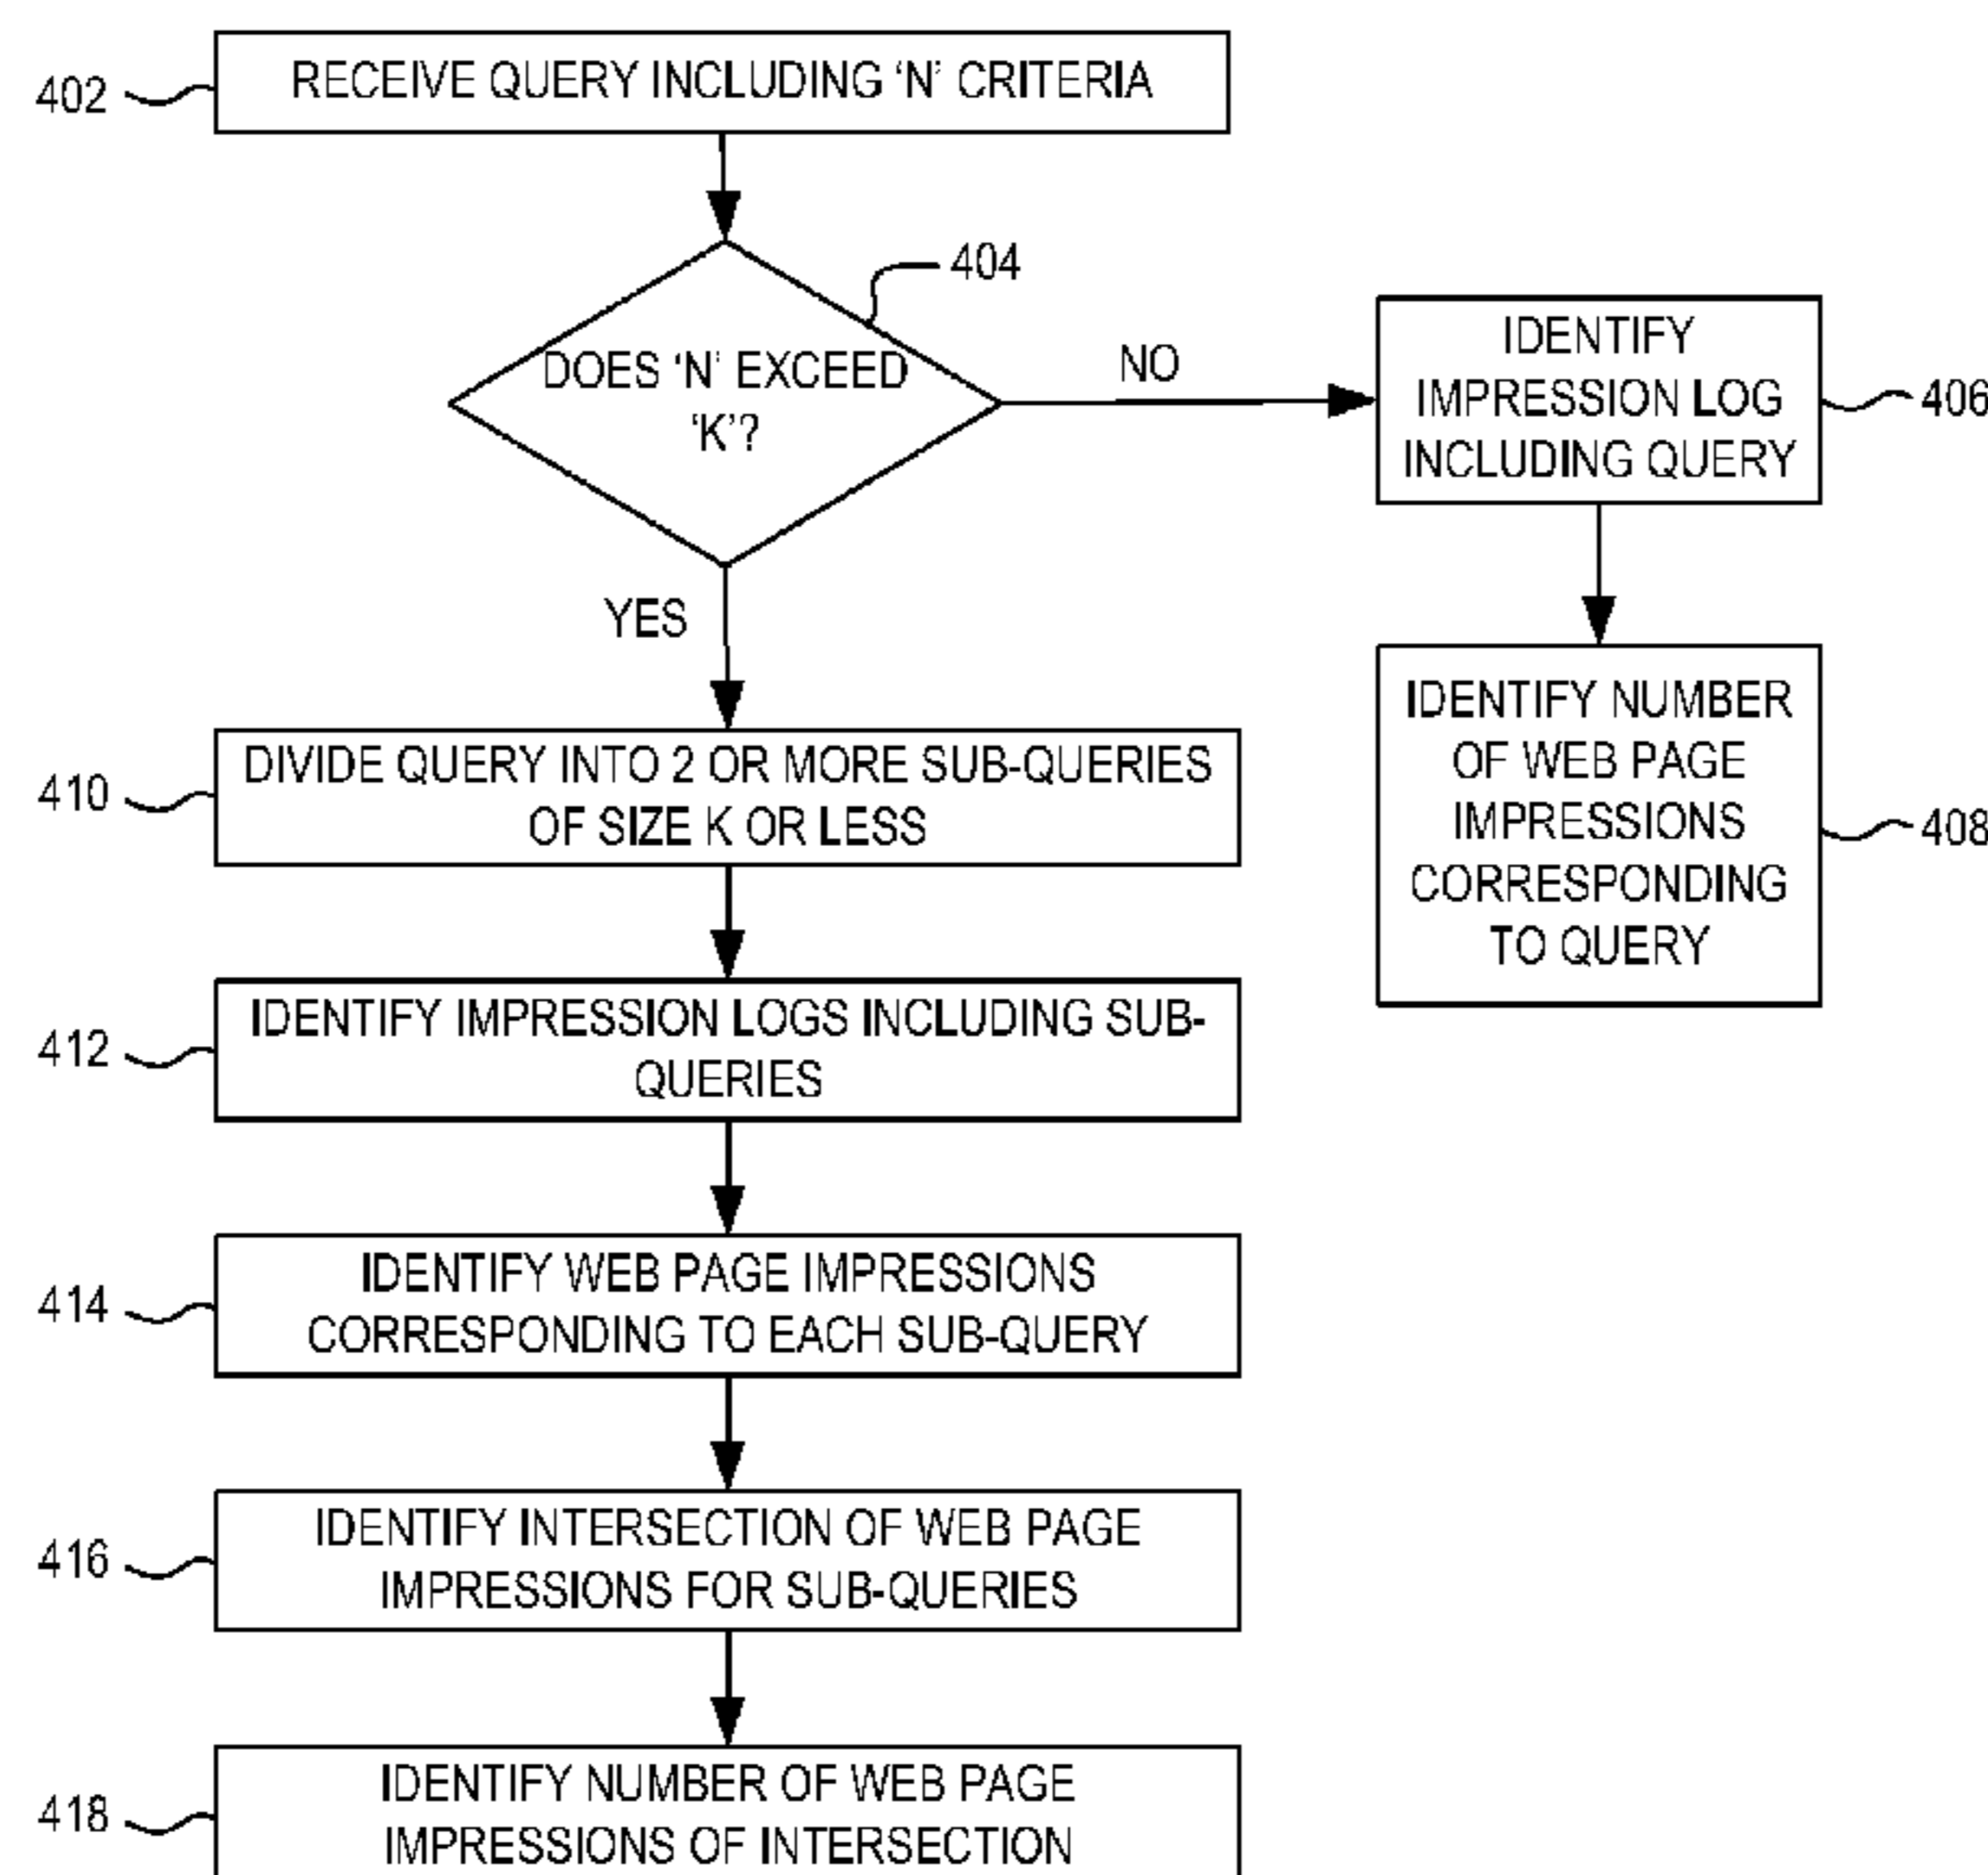 402
RECEIVE QUERY INCLUDING ‘N’ CRITERIA
404
DOES ‘N’ EXCEED
‘K’?
NO
IDENTIFY
IMPRESSION LOG
INCLUDING QUERY
406
YES
IDENTIFY NUMBER
OF WEB PAGE
IMPRESSIONS
CORRESPONDING
TO QUERY
408
410
DIVIDE QUERY INTO 2 OR MORE SUB-QUERIES
OF SIZE K OR LESS
412
IDENTIFY IMPRESSION LOGS INCLUDING SUB-
QUERIES
414
IDENTIFY WEB PAGE IMPRESSIONS
CORRESPONDING TO EACH SUB-QUERY
416
IDENTIFY INTERSECTION OF WEB PAGE
IMPRESSIONS FOR SUB-QUERIES
418
IDENTIFY NUMBER OF WEB PAGE
IMPRESSIONS OF INTERSECTION